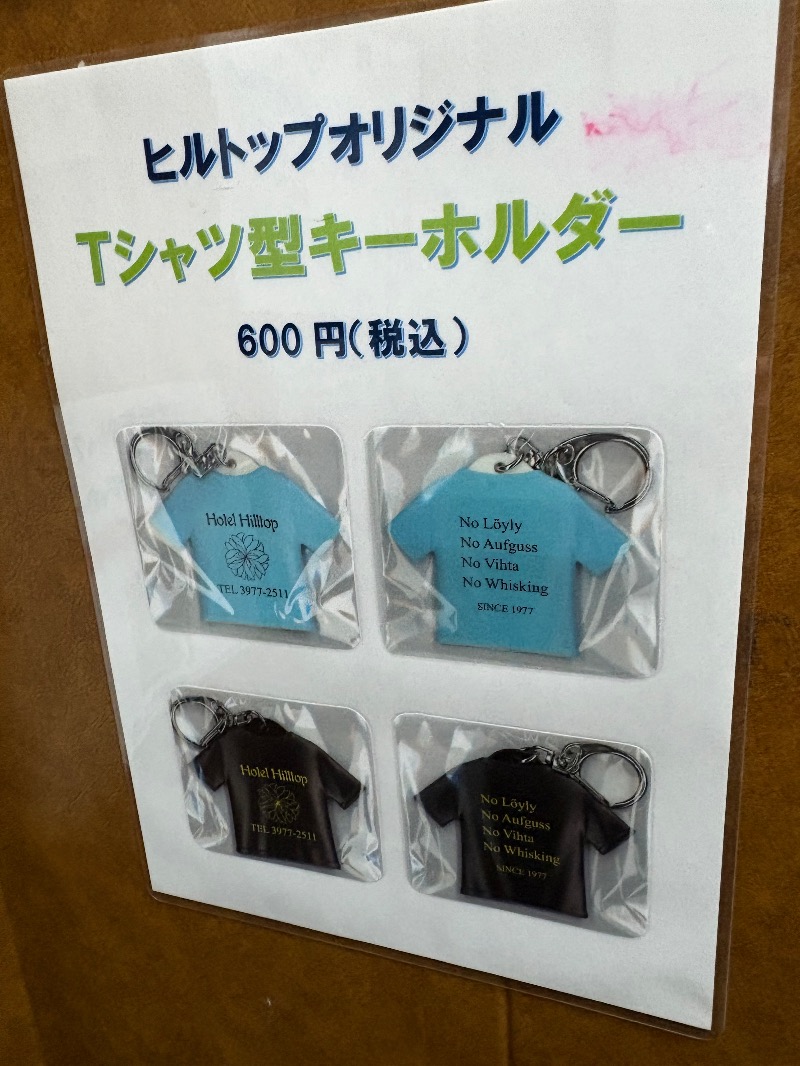 ヒルトップオリジナル
Tシャツ型キーホルダー
600 円(税込)
Hotel Hilltop
TEL 3977-2511
No Löyly
No Aufguss
No Vihta
No Whisking
SINCE 1977
Hotel Hilltop
TEL 3977-2511
No Löyly
No Aufguss
No Vihta
No Whisking
SINCE 1977